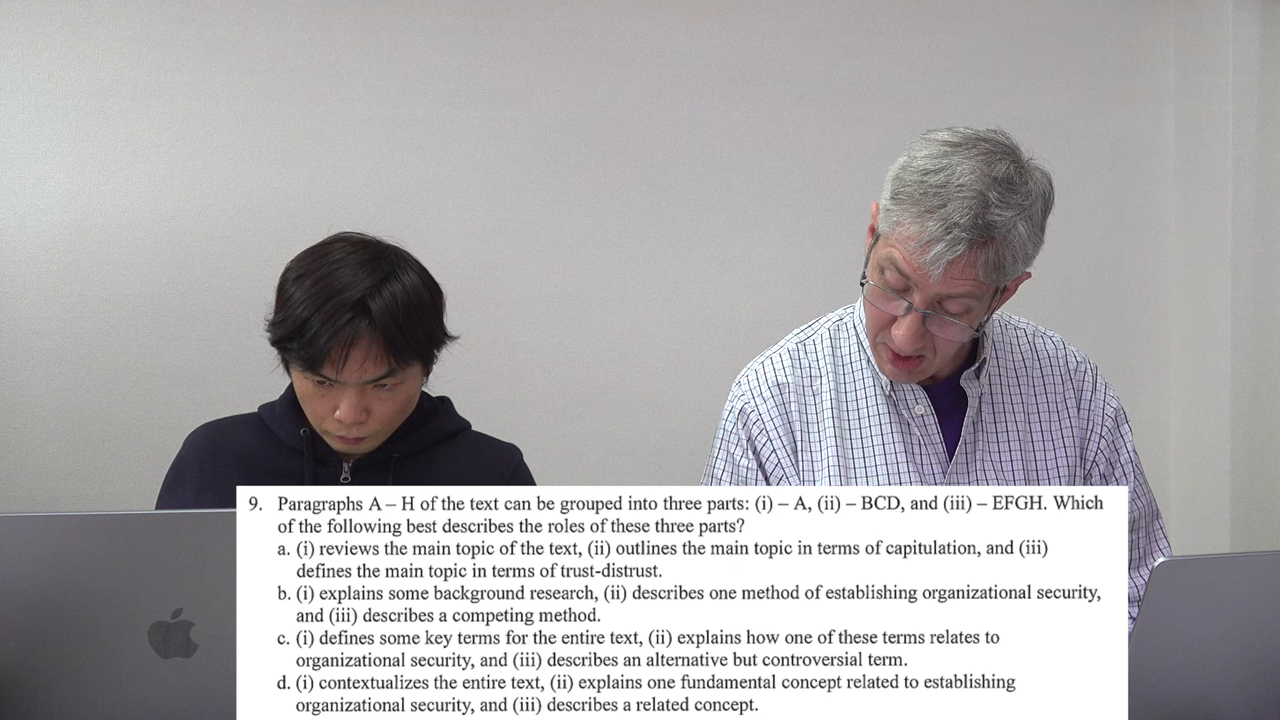 9. Paragraphs A – H of the text can be grouped into three parts: (i) – A, (ii) – BCD, and (iii) – EFGH. Which
of the following best describes the roles of these three parts?
a. (i) reviews the main topic of the text, (ii) outlines the main topic in terms of capitulation, and (iii)
defines the main topic in terms of trust-distrust.
b. (i) explains some background research, (ii) describes one method of establishing organizational security,
and (iii) describes a competing method.
c. (i) defines some key terms for the entire text, (ii) explains how one of these terms relates to
organizational security, and (iii) describes an alternative but controversial term.
d. (i) contextualizes the entire text, (ii) explains one fundamental concept related to establishing
organizational security, and (iii) describes a related concept.